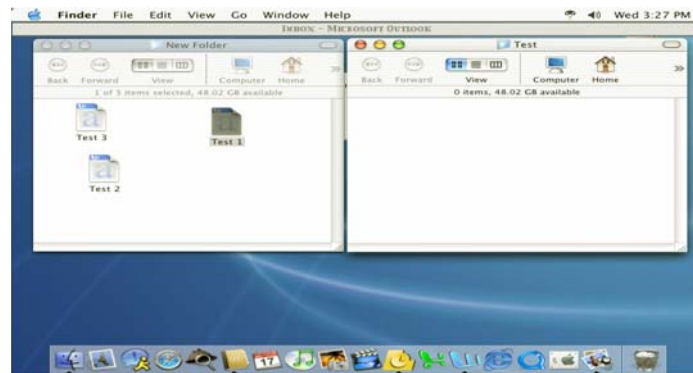 Finder File Edit View Go Window Help Wed 3:27 PM
Inbox – Microsoft Outlook
New Folder
Back Forward View Computer Home
1 of 3 items selected, 48.02 GB available
Test 3
Test 1
Test 2
Test
Back Forward View Computer Home
0 items, 48.02 GB available
17